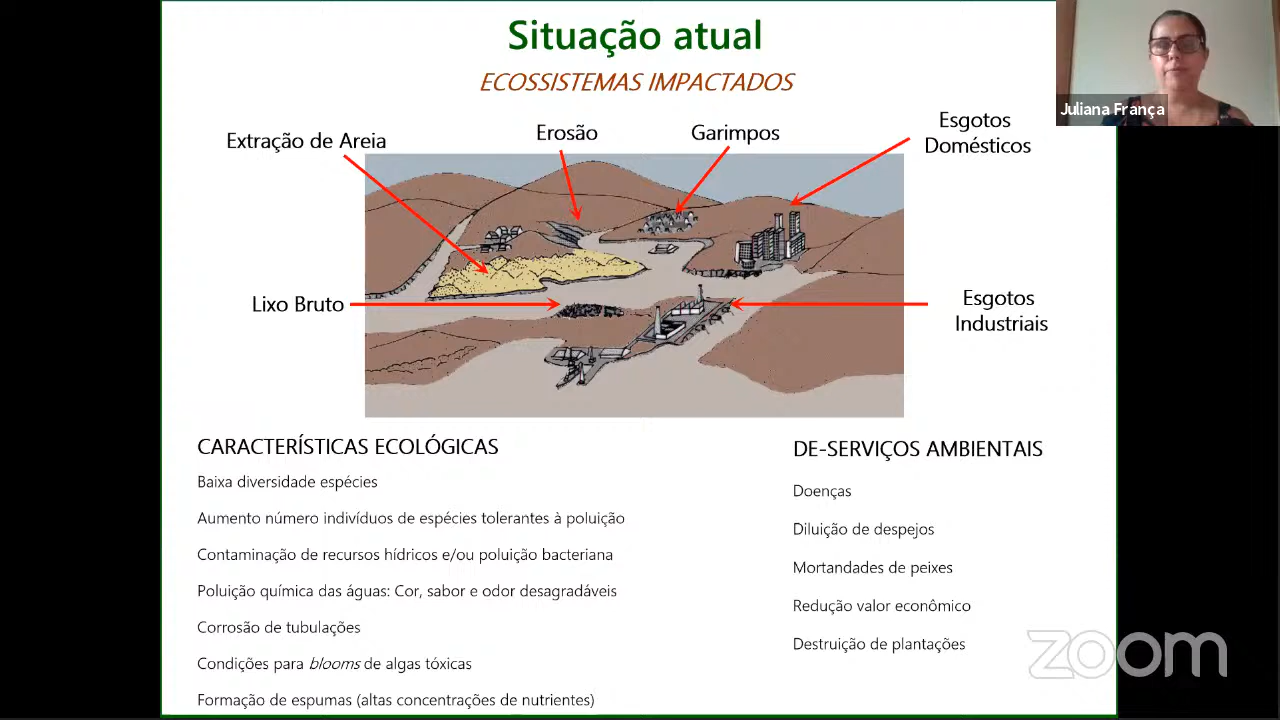 Situação atual
ECOSSISTEMAS IMPACTADOS
Juliana França
Extração de Areia
Erosão
Garimpos
Esgotos
Domésticos
Lixo Bruto
Esgotos
Industriais
CARACTERÍSTICAS ECOLÓGICAS
Baixa diversidade espécies
Aumento número indivíduos de espécies tolerantes à poluição
Contaminação de recursos hídricos e/ou poluição bacteriana
Poluição química das águas: Cor, sabor e odor desagradáveis
Corrosão de tubulações
Condições para blooms de algas tóxicas
Formação de espumas (altas concentrações de nutrientes)
DE-SERVIÇOS AMBIENTAIS
Doenças
Diluição de despejos
Mortandades de peixes
Redução valor econômico
Destruição de plantações
zoom